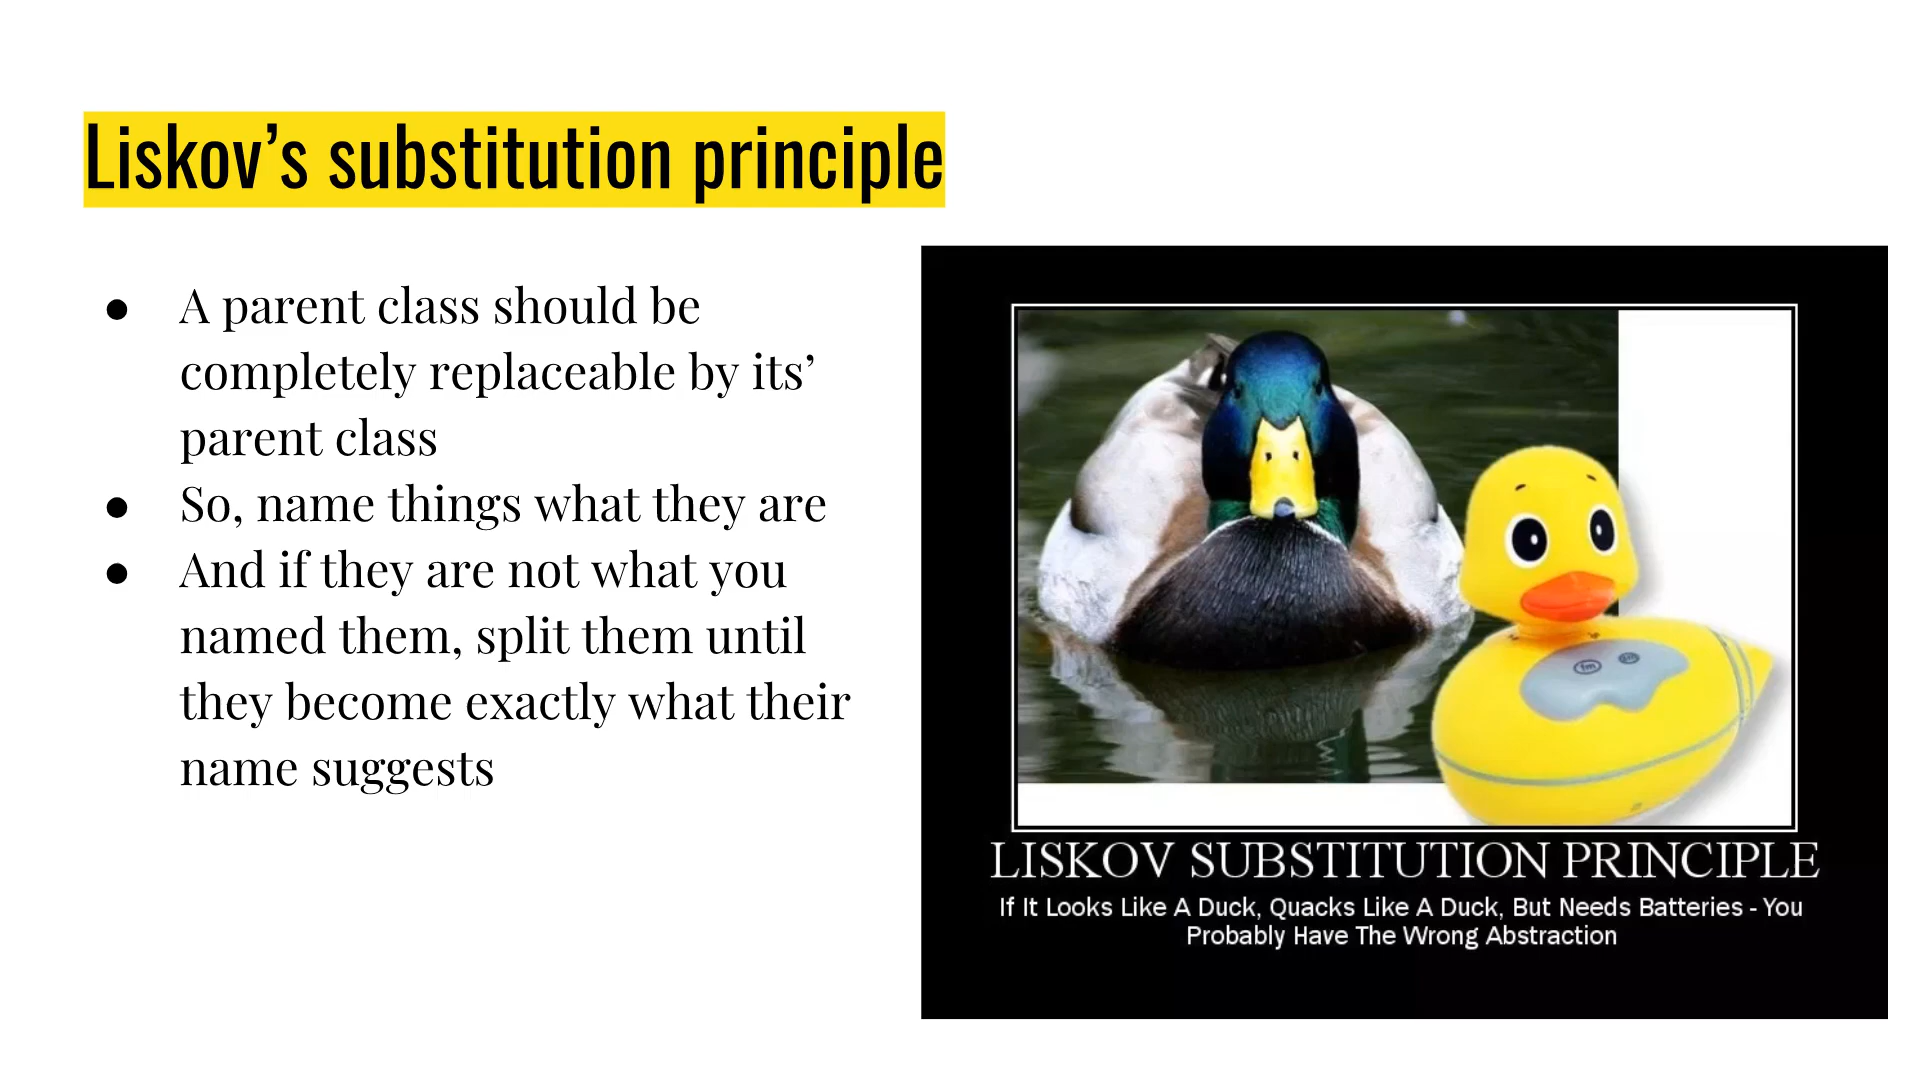 Liskov’s substitution principle
● A parent class should be
completely replaceable by its’
parent class
● So, name things what they are
● And if they are not what you
named them, split them until
they become exactly what their
name suggests
fm
LISKOV SUBSTITUTION PRINCIPLE
If It Looks Like A Duck, Quacks Like A Duck, But Needs Batteries - You
Probably Have The Wrong Abstraction